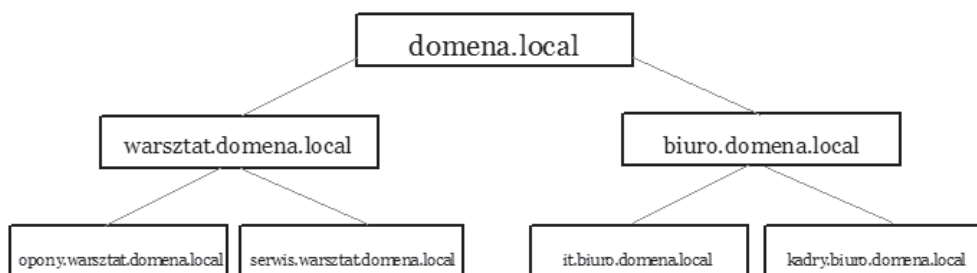 domena.local
warsztat.domena.local
biuro.domena.local
opony.warsztat.domena.local
serwis.warsztat.domena.local
it.biuro.domena.local
kadry.biuro.domena.local